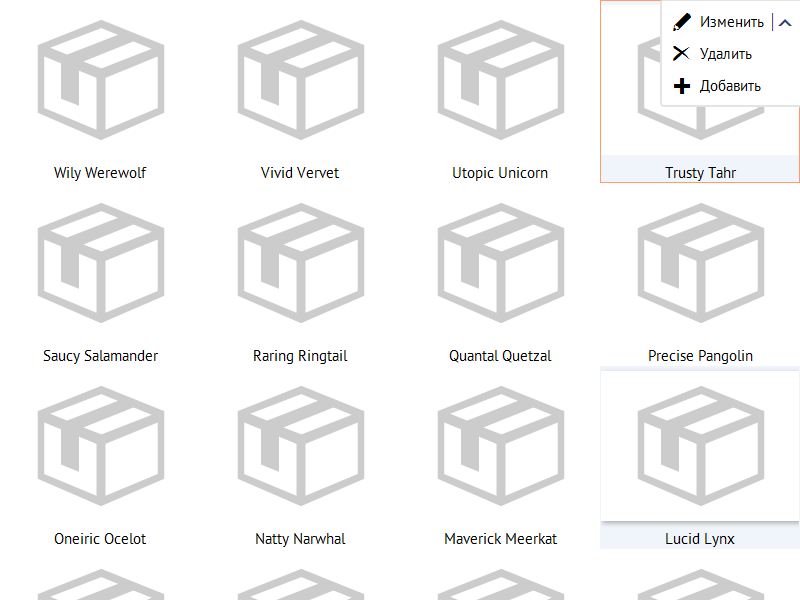 Изменить
Удалить
Добавить
Wily Werewolf
Vivid Vervet
Utopic Unicorn
Trusty Tahr
Saucy Salamander
Raring Ringtail
Quantal Quetzal
Precise Pangolin
Oneiric Ocelot
Natty Narwhal
Maverick Meerkat
Lucid Lynx